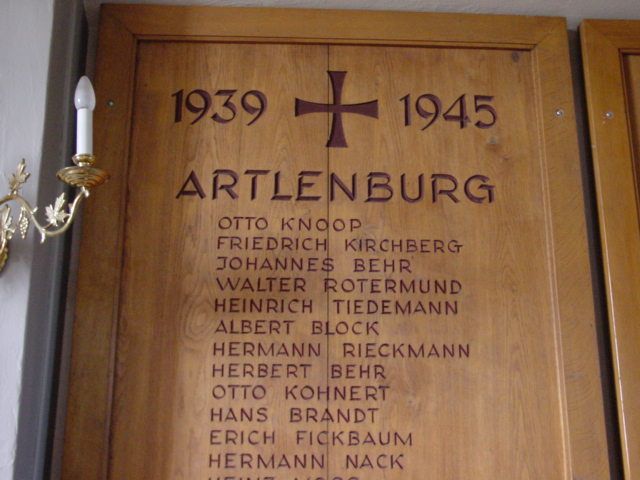 1939 1945
ARTLENBURG
OTTO KNOOP
FRIEDRICH KIRCHBERG
JOHANNES BEHR
WALTER ROTERMUND
HEINRICH TIEDEMANN
ALBERT BLOCK
HERMANN RIECKMANN
HERBERT BEHR
OTTO KOHNERT
HANS BRANDT
ERICH FICKBAUM
HERMANN NACK